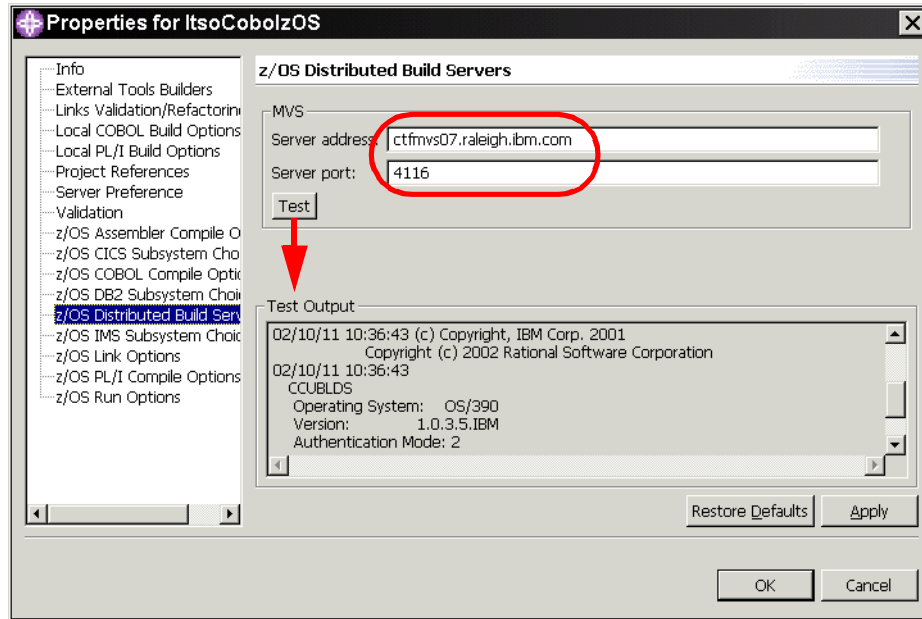 Properties for ItsoCobolzOS
Info
External Tools Builders
Links Validation/Refactorin
Local COBOL Build Options
Local PL/I Build Options
Project References
Server Preference
Validation
z/OS Assembler Compile O
z/OS CICS Subsystem Cho
z/OS COBOL Compile Optic
z/OS DB2 Subsystem Choi
z/OS Distributed Build Serv
z/OS IMS Subsystem Choic
z/OS Link Options
z/OS PL/I Compile Options
z/OS Run Options
z/OS Distributed Build Servers
MVS
Server address: ctfmvs07.raleigh.ibm.com
Server port: 4116
Test
Test Output
02/10/11 10:36:43 (c) Copyright, IBM Corp. 2001
Copyright (c) 2002 Rational Software Corporation
02/10/11 10:36:43
CCUBLDS
Operating System: OS/390
Version: 1.0.3.5.IBM
Authentication Mode: 2
Restore Defaults
Apply
OK
Cancel